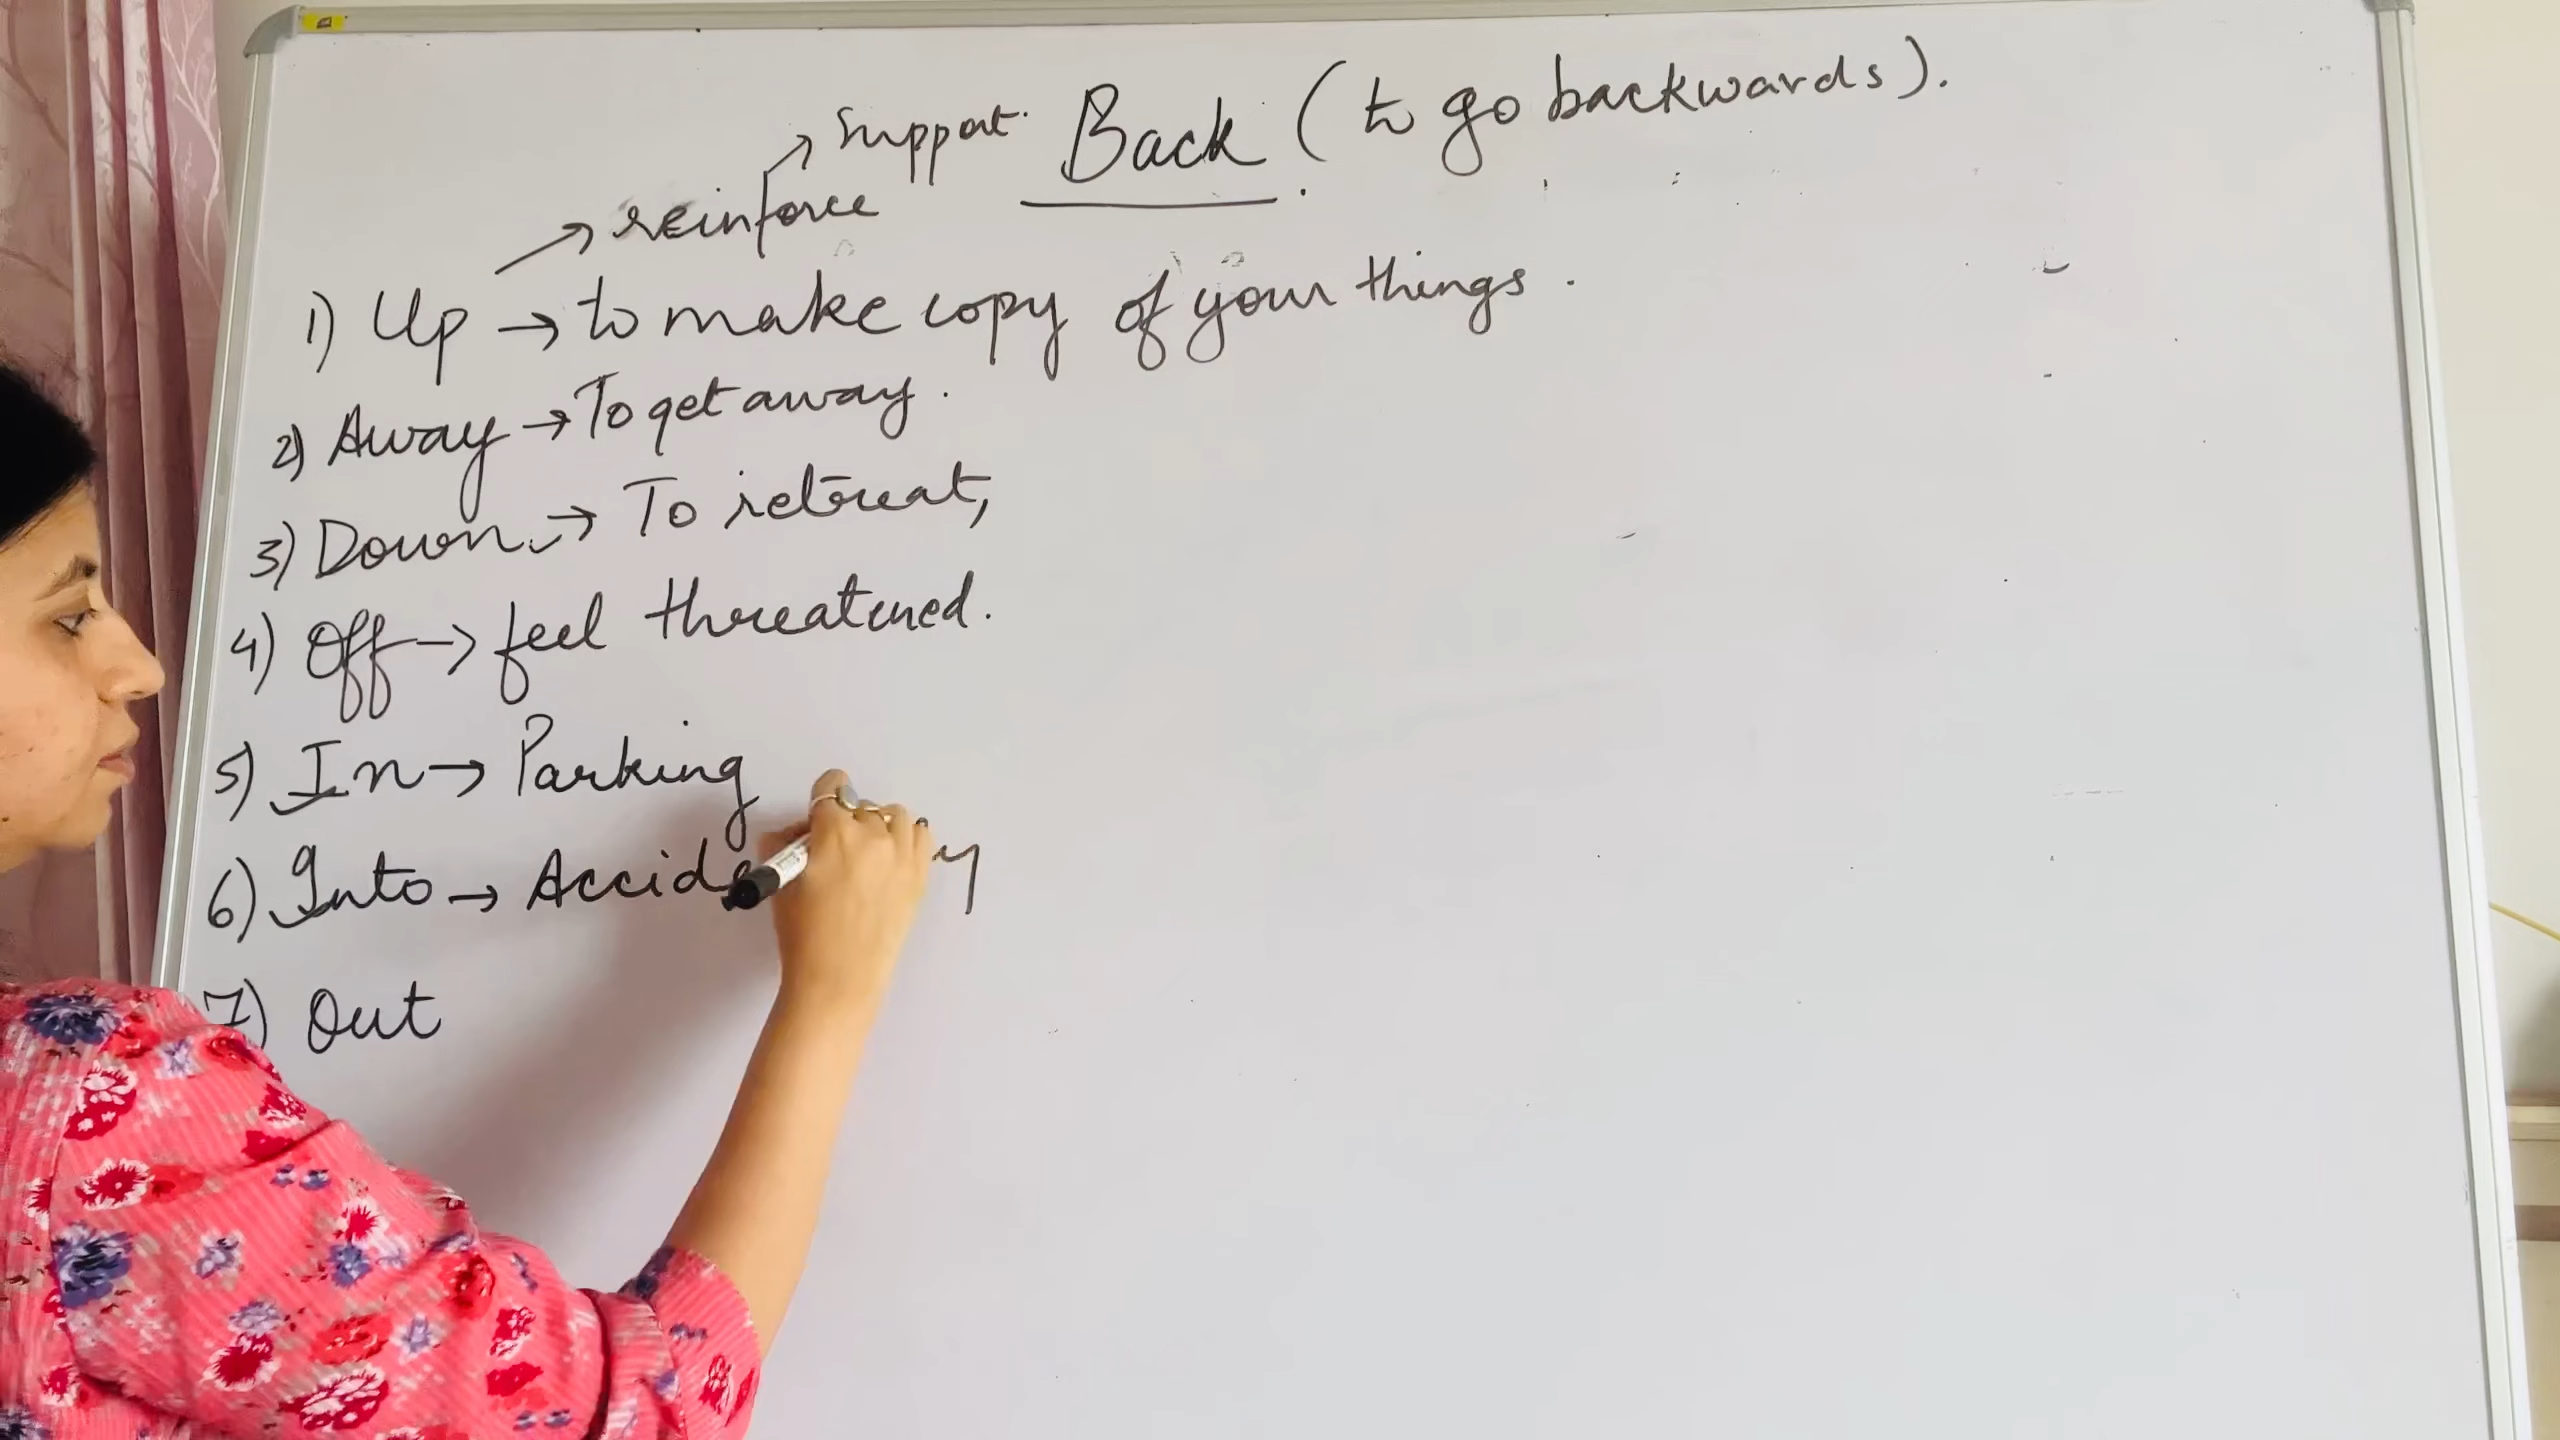 Back (to go backwards).
→ support.
→ reinforce
1) Up → to make copy of your things.
2) Away → To get away.
3) Down → To retreat,
4) Off → feel threatened.
5) In → Parking
6) Into →
7) Out